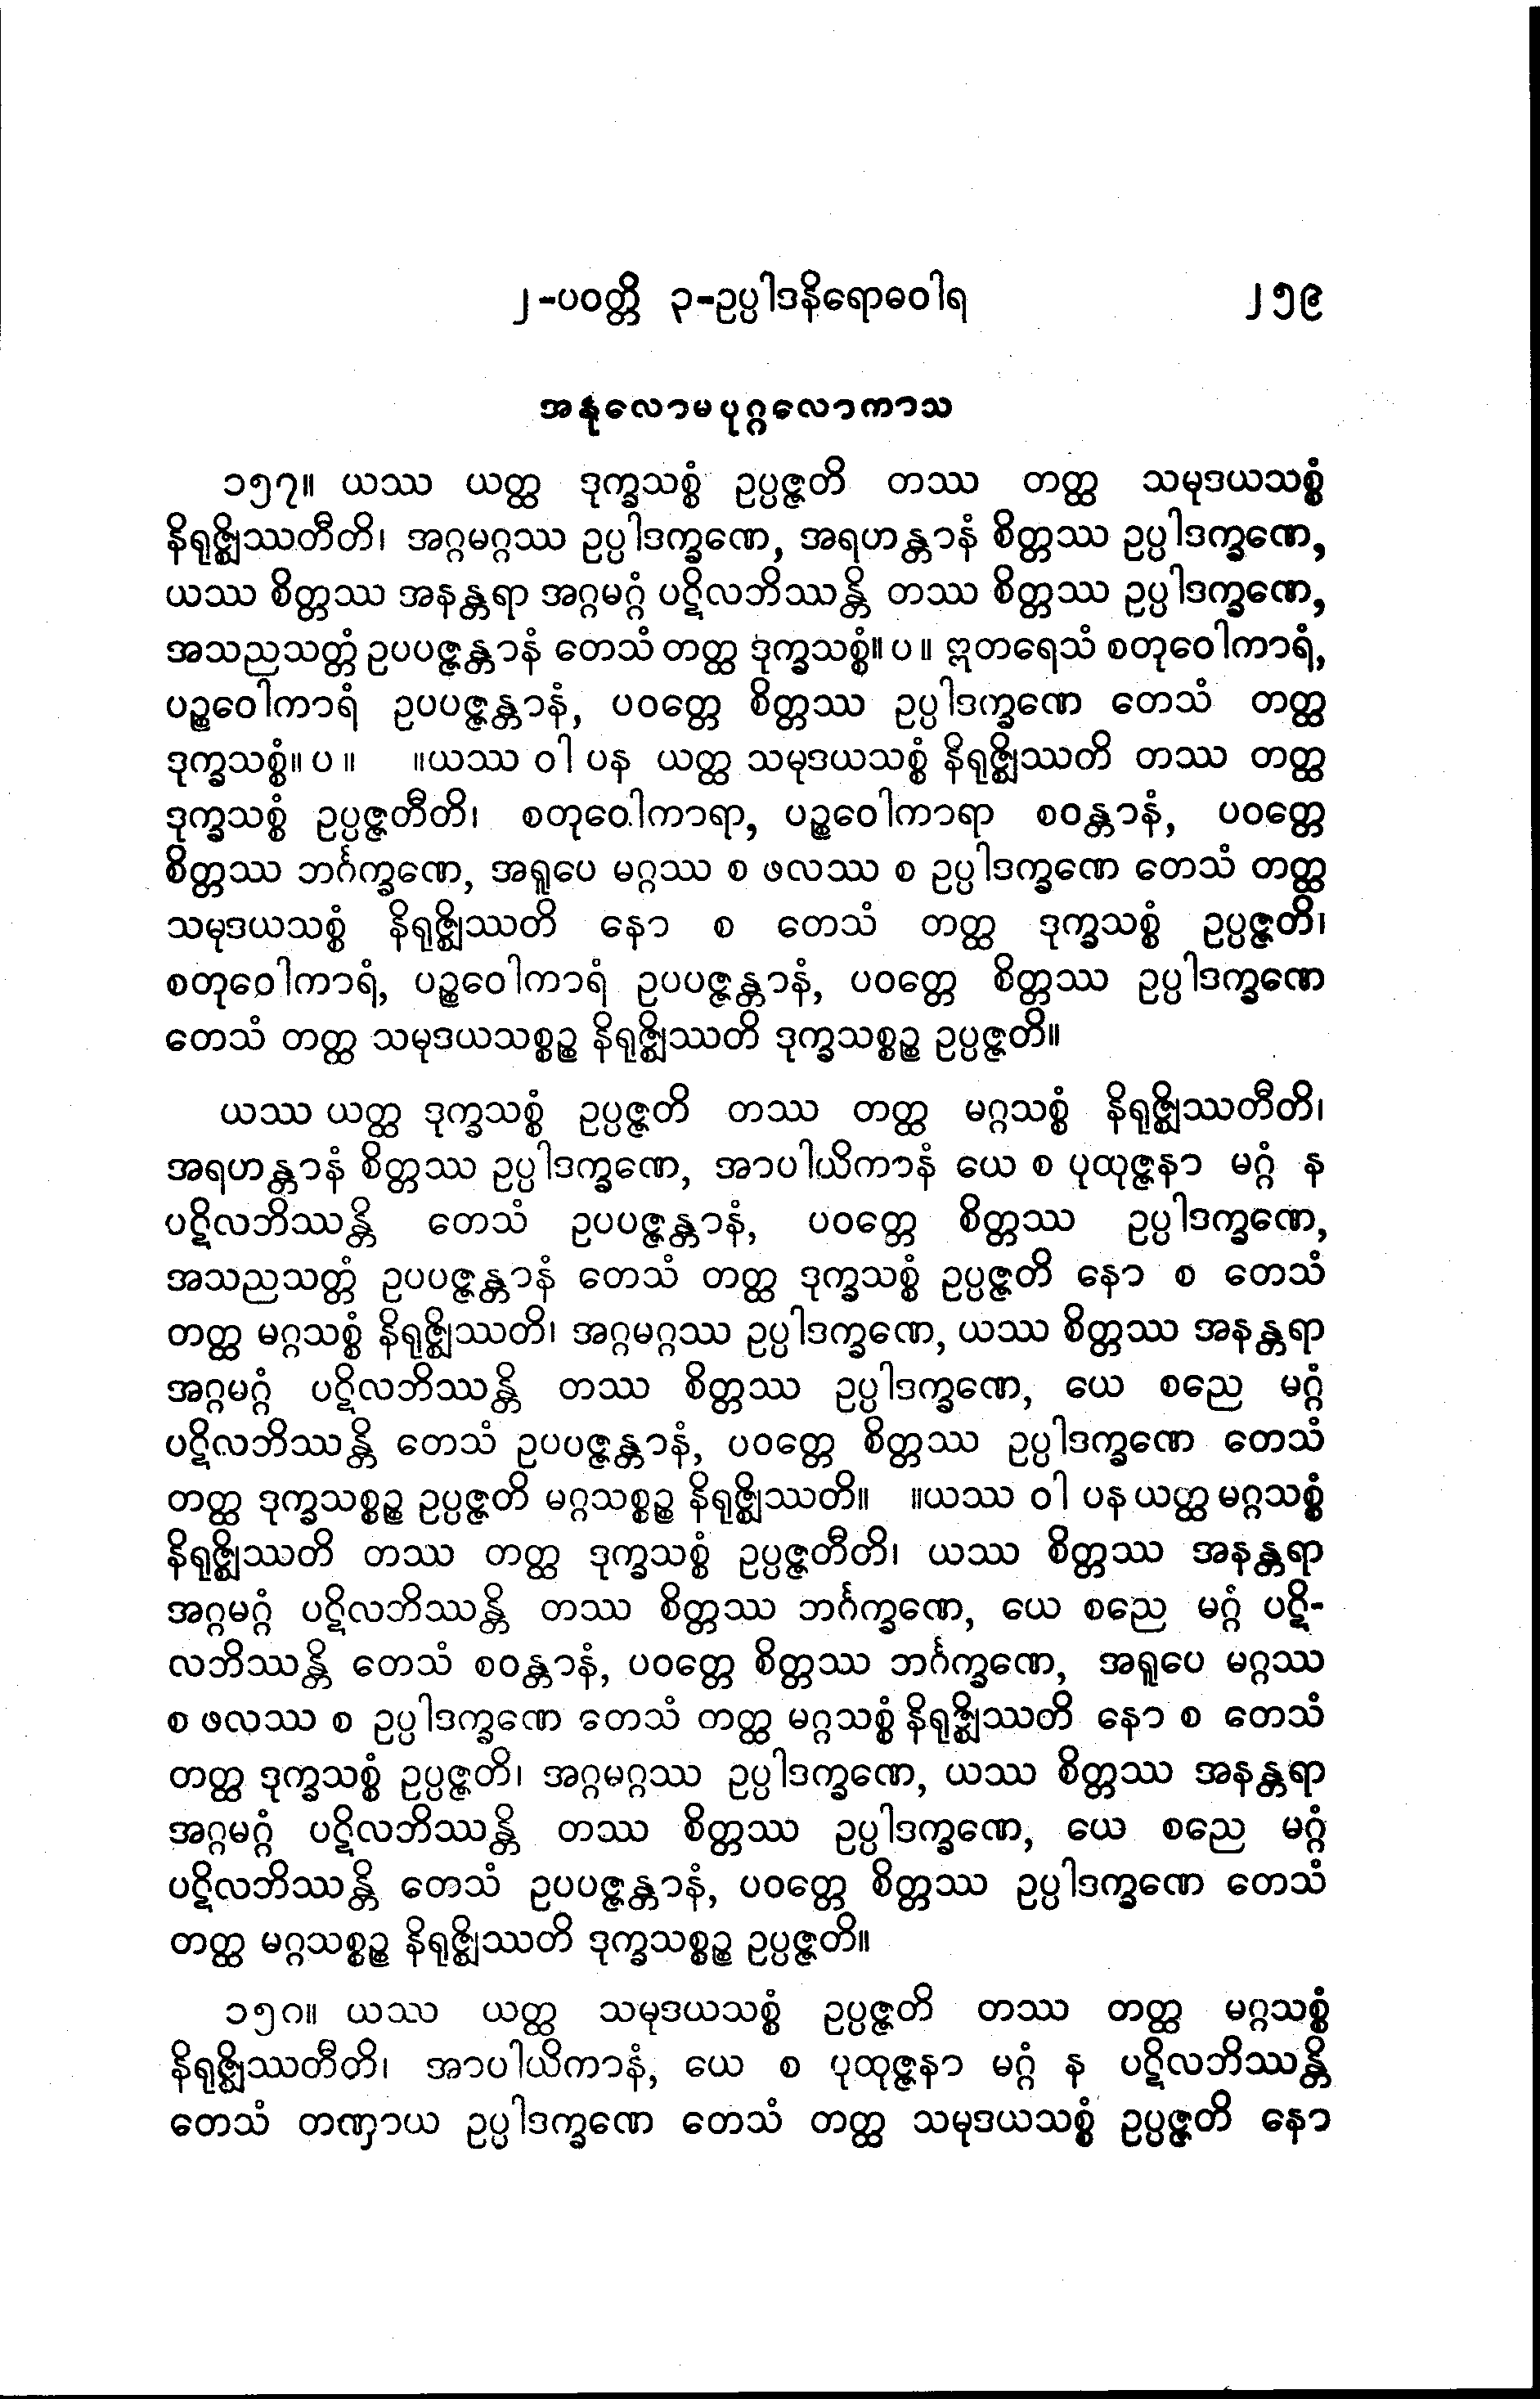 ၂-ပဝတ္တိ ၃-ဥပ္ပါဒနိရောဓဝါရ ၂၅၉
အနုလောမပုဂ္ဂလောကာသ
၁၅၇။ ယဿ ယတ္ထ ဒုက္ခသစ္စံ ဥပ္ပဇ္ဇတိ တဿ တတ္ထ သမုဒယသစ္စံ
နိရုဇ္ဈိဿတီတိ၊ အဂ္ဂမဂ္ဂဿ ဥပ္ပါဒက္ခဏေ, အရဟန္တာနံ စိတ္တဿ ဥပ္ပါဒက္ခဏေ,
ယဿ စိတ္တဿ အနန္တရာ အဂ္ဂမဂ္ဂံ ပဋိလဘိဿန္တိ တဿ စိတ္တဿ ဥပ္ပါဒက္ခဏေ,
အသညသတ္တံ ဥပပဇ္ဇန္တာနံ တေသံ တတ္ထ ဒုက္ခသစ္စံ။ ပ ။ ဣတရေသံ စတုဝေါကာရံ,
ပဉ္စဝေါကာရံ ဥပပဇ္ဇန္တာနံ, ပဝတ္တေ စိတ္တဿ ဥပ္ပါဒက္ခဏေ တေသံ တတ္ထ
ဒုက္ခသစ္စံ။ ပ ။ ။ယဿ ဝါ ပန ယတ္ထ သမုဒယသစ္စံ နိရုဇ္ဈိဿတိ တဿ တတ္ထ
ဒုက္ခသစ္စံ ဥပ္ပဇ္ဇတီတိ၊ စတုဝေါကာရာ, ပဉ္စဝေါကာရာ စဝန္တာနံ, ပဝတ္တေ
စိတ္တဿ ဘင်္ဂက္ခဏေ, အရူပေ မဂ္ဂဿ စ ဖလဿ စ ဥပ္ပါဒက္ခဏေ တေသံ တတ္ထ
သမုဒယသစ္စံ နိရုဇ္ဈိဿတိ နော စ တေသံ တတ္ထ ဒုက္ခသစ္စံ ဥပ္ပဇ္ဇတိ၊
စတုဝေါကာရံ, ပဉ္စဝေါကာရံ ဥပပဇ္ဇန္တာနံ, ပဝတ္တေ စိတ္တဿ ဥပ္ပါဒက္ခဏေ
တေသံ တတ္ထ သမုဒယသစ္စဉ္စ နိရုဇ္ဈိဿတိ ဒုက္ခသစ္စဉ္စ ဥပ္ပဇ္ဇတိ။
ယဿ ယတ္ထ ဒုက္ခသစ္စံ ဥပ္ပဇ္ဇတိ တဿ တတ္ထ မဂ္ဂသစ္စံ နိရုဇ္ဈိဿတီတိ၊
အရဟန္တာနံ စိတ္တဿ ဥပ္ပါဒက္ခဏေ, အာပါယိကာနံ ယေ စ ပုထုဇ္ဇနာ မဂ္ဂံ န
ပဋိလဘိဿန္တိ တေသံ ဥပပဇ္ဇန္တာနံ, ပဝတ္တေ စိတ္တဿ ဥပ္ပါဒက္ခဏေ,
အသညသတ္တံ ဥပပဇ္ဇန္တာနံ တေသံ တတ္ထ ဒုက္ခသစ္စံ ဥပ္ပဇ္ဇတိ နော စ တေသံ
တတ္ထ မဂ္ဂသစ္စံ နိရုဇ္ဈိဿတိ၊ အဂ္ဂမဂ္ဂဿ ဥပ္ပါဒက္ခဏေ, ယဿ စိတ္တဿ အနန္တရာ
အဂ္ဂမဂ္ဂံ ပဋိလဘိဿန္တိ တဿ စိတ္တဿ ဥပ္ပါဒက္ခဏေ, ယေ စညေ မဂ္ဂံ
ပဋိလဘိဿန္တိ တေသံ ဥပပဇ္ဇန္တာနံ, ပဝတ္တေ စိတ္တဿ ဥပ္ပါဒက္ခဏေ တေသံ
တတ္ထ ဒုက္ခသစ္စဉ္စ ဥပ္ပဇ္ဇတိ မဂ္ဂသစ္စဉ္စ နိရုဇ္ဈိဿတိ။ ။ယဿ ဝါ ပန ယတ္ထ မဂ္ဂသစ္စံ
နိရုဇ္ဈိဿတိ တဿ တတ္ထ ဒုက္ခသစ္စံ ဥပ္ပဇ္ဇတီတိ၊ ယဿ စိတ္တဿ အနန္တရာ
အဂ္ဂမဂ္ဂံ ပဋိလဘိဿန္တိ တဿ စိတ္တဿ ဘင်္ဂက္ခဏေ, ယေ စညေ မဂ္ဂံ ပဋိ-
လဘိဿန္တိ တေသံ စဝန္တာနံ, ပဝတ္တေ စိတ္တဿ ဘင်္ဂက္ခဏေ, အရူပေ မဂ္ဂဿ
စ ဖလဿ စ ဥပ္ပါဒက္ခဏေ တေသံ တတ္ထ မဂ္ဂသစ္စံ နိရုဇ္ဈိဿတိ နော စ တေသံ
တတ္ထ ဒုက္ခသစ္စံ ဥပ္ပဇ္ဇတိ၊ အဂ္ဂမဂ္ဂဿ ဥပ္ပါဒက္ခဏေ, ယဿ စိတ္တဿ အနန္တရာ
အဂ္ဂမဂ္ဂံ ပဋိလဘိဿန္တိ တဿ စိတ္တဿ ဥပ္ပါဒက္ခဏေ, ယေ စညေ မဂ္ဂံ
ပဋိလဘိဿန္တိ တေသံ ဥပပဇ္ဇန္တာနံ, ပဝတ္တေ စိတ္တဿ ဥပ္ပါဒက္ခဏေ တေသံ
တတ္ထ မဂ္ဂသစ္စဉ္စ နိရုဇ္ဈိဿတိ ဒုက္ခသစ္စဉ္စ ဥပ္ပဇ္ဇတိ။
၁၅၈။ ယဿ ယတ္ထ သမုဒယသစ္စံ ဥပ္ပဇ္ဇတိ တဿ တတ္ထ မဂ္ဂသစ္စံ
နိရုဇ္ဈိဿတီတိ၊ အာပါယိကာနံ, ယေ စ ပုထုဇ္ဇနာ မဂ္ဂံ န ပဋိလဘိဿန္တိ
တေသံ တဏှာယ ဥပ္ပါဒက္ခဏေ တေသံ တတ္ထ သမုဒယသစ္စံ ဥပ္ပဇ္ဇတိ နော